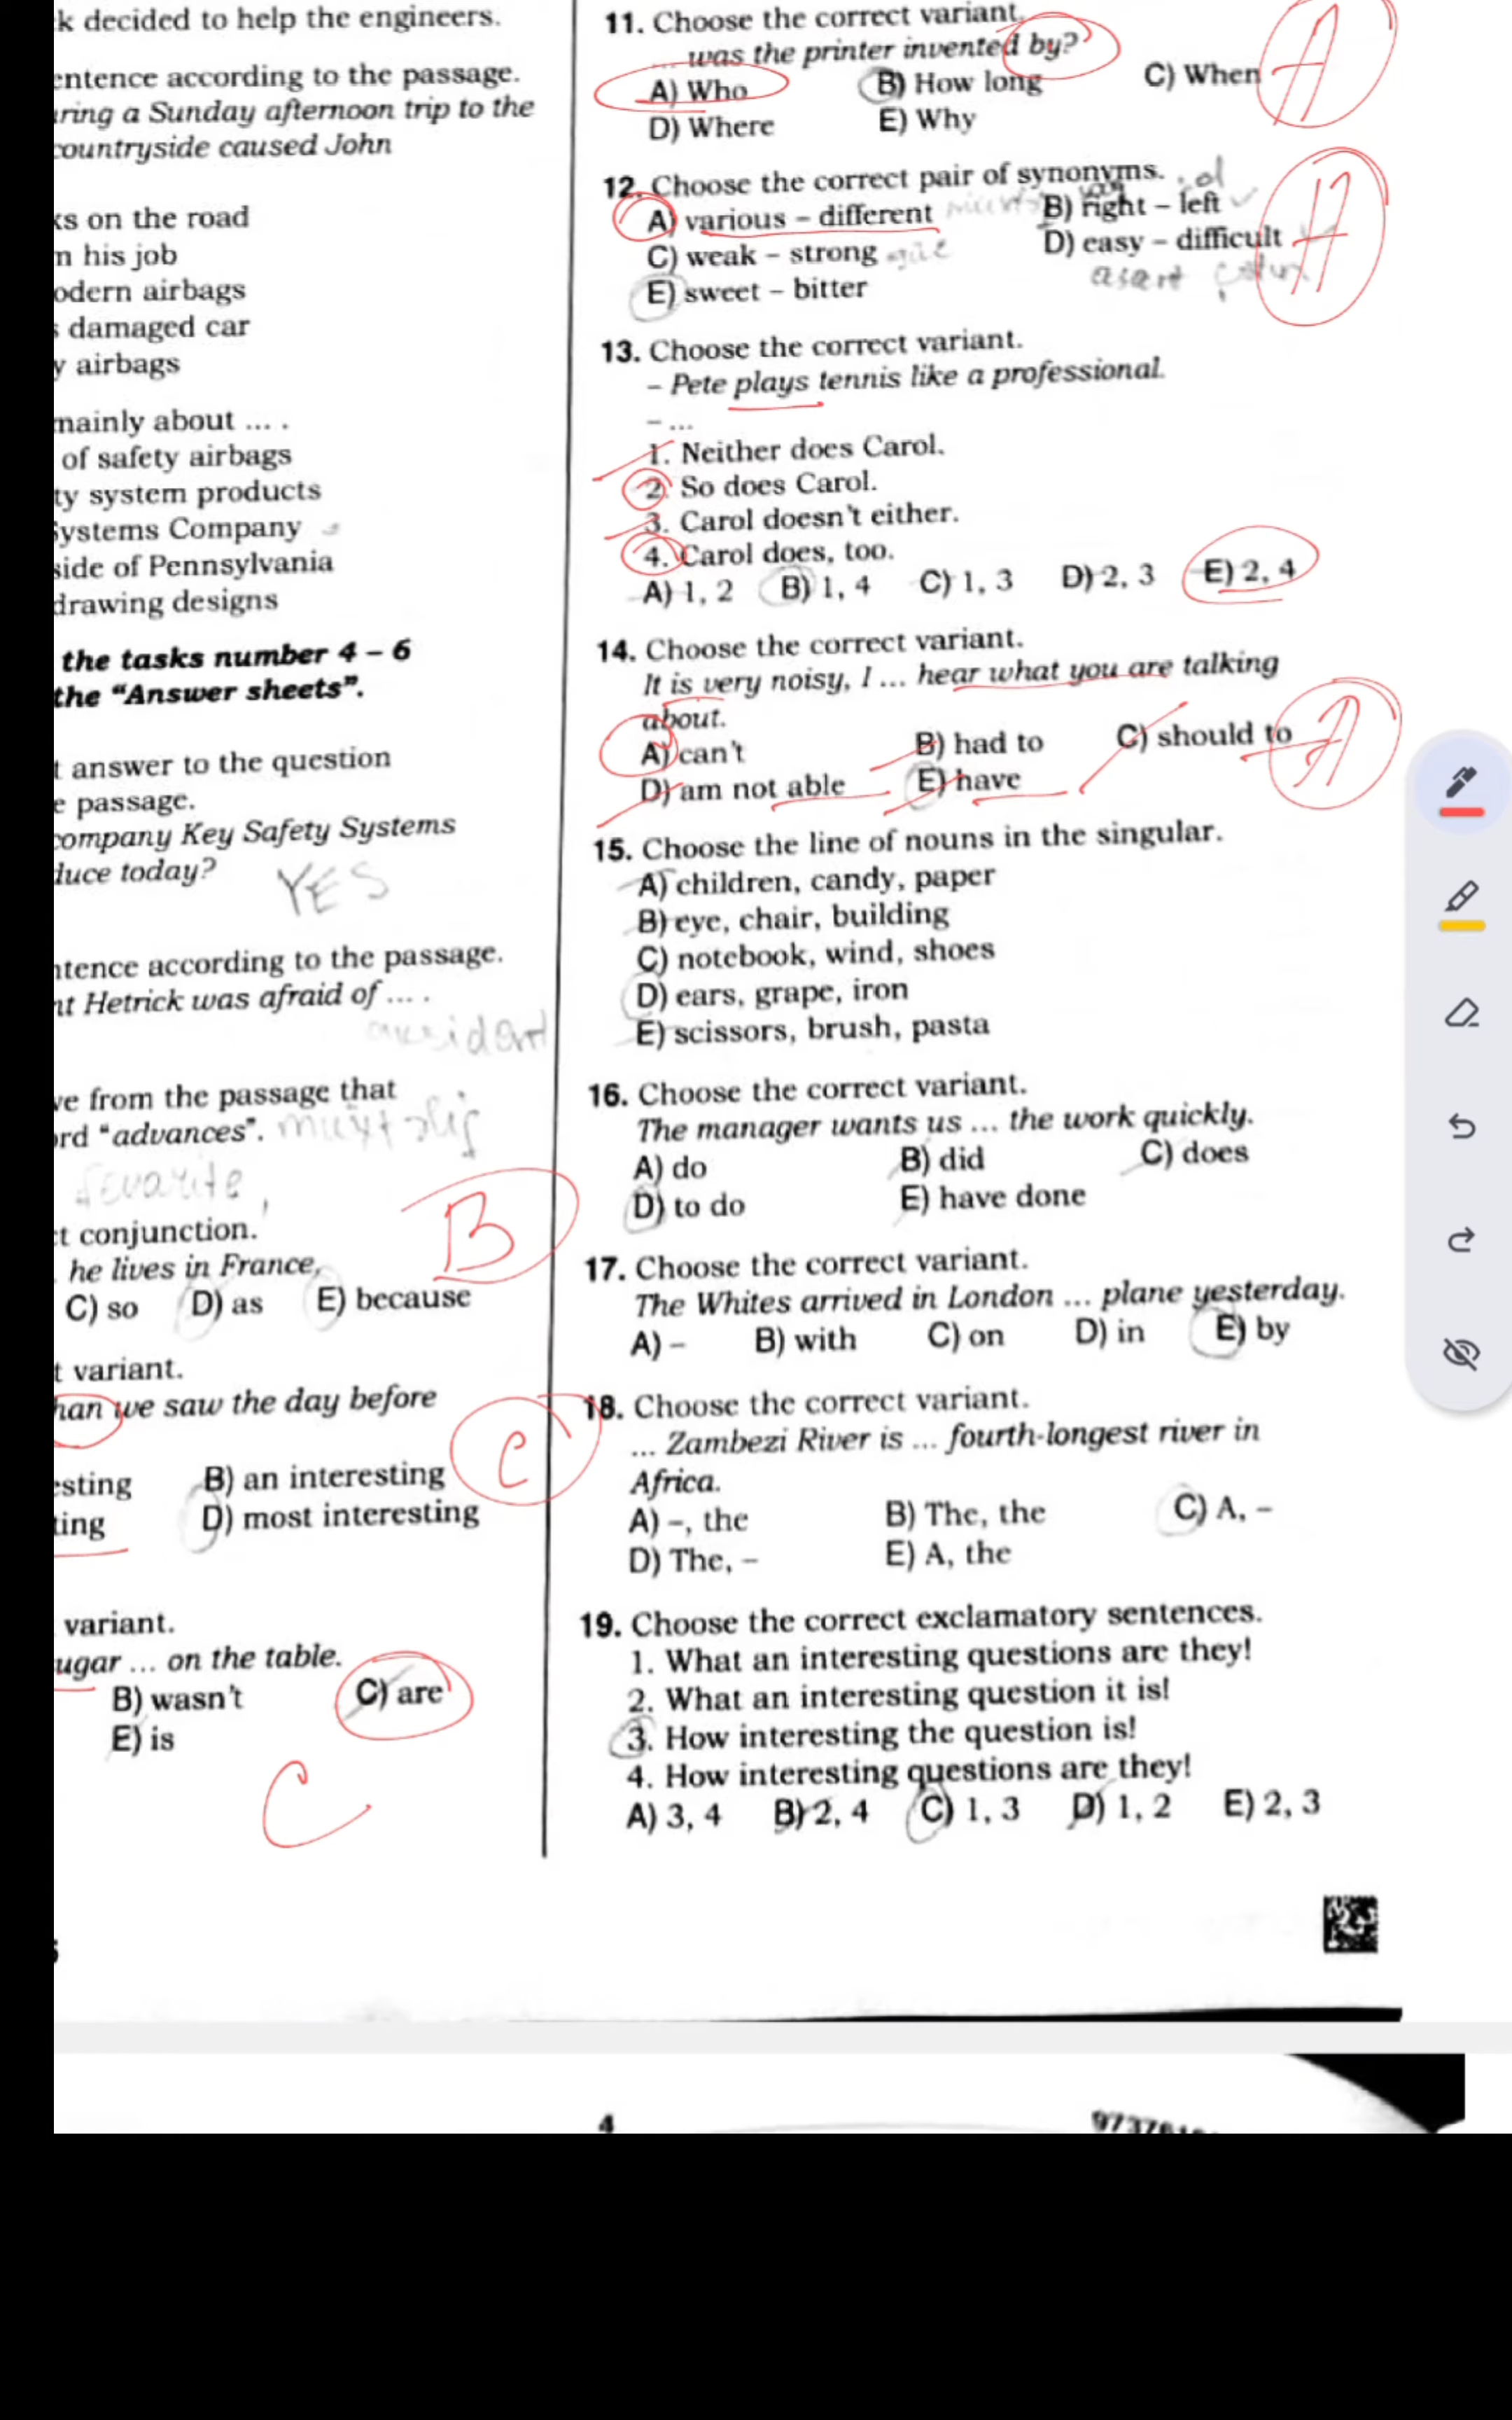 k decided to help the engineers.
entence according to the passage.
ring a Sunday afternoon trip to the
countryside caused John
ks on the road
n his job
odern airbags
s damaged car
y airbags
mainly about ... .
of safety airbags
ty system products
Systems Company
side of Pennsylvania
drawing designs
the tasks number 4 – 6
the “Answer sheets”.
t answer to the question
e passage.
company Key Safety Systems
duce today?
YES
ntence according to the passage.
nt Hetrick was afraid of ... .
ve from the passage that
ord “advances”.
B
t conjunction.
he lives in France,
C) so D) as E) because
t variant.
han we saw the day before
C
esting B) an interesting
ting D) most interesting
variant.
ugar ... on the table.
B) wasn't C) are
E) is
C
11. Choose the correct variant.
... was the printer invented by?
A) Who B) How long C) When
D) Where E) Why
A
12. Choose the correct pair of synonyms.
A) various – different B) right – left
C) weak – strong D) easy – difficult
E) sweet – bitter
A
13. Choose the correct variant.
– Pete plays tennis like a professional.
– ...
1. Neither does Carol.
2. So does Carol.
3. Carol doesn't either.
4. Carol does, too.
A) 1, 2 B) 1, 4 C) 1, 3 D) 2, 3 E) 2, 4
14. Choose the correct variant.
It is very noisy, I ... hear what you are talking
about.
A) can't B) had to C) should to
D) am not able E) have
A
15. Choose the line of nouns in the singular.
A) children, candy, paper
B) eye, chair, building
C) notebook, wind, shoes
D) ears, grape, iron
E) scissors, brush, pasta
16. Choose the correct variant.
The manager wants us ... the work quickly.
A) do B) did C) does
D) to do E) have done
17. Choose the correct variant.
The Whites arrived in London ... plane yesterday.
A) – B) with C) on D) in E) by
18. Choose the correct variant.
... Zambezi River is ... fourth-longest river in
Africa.
A) –, the B) The, the C) A, –
D) The, – E) A, the
19. Choose the correct exclamatory sentences.
1. What an interesting questions are they!
2. What an interesting question it is!
3. How interesting the question is!
4. How interesting questions are they!
A) 3, 4 B) 2, 4 C) 1, 3 D) 1, 2 E) 2, 3
4